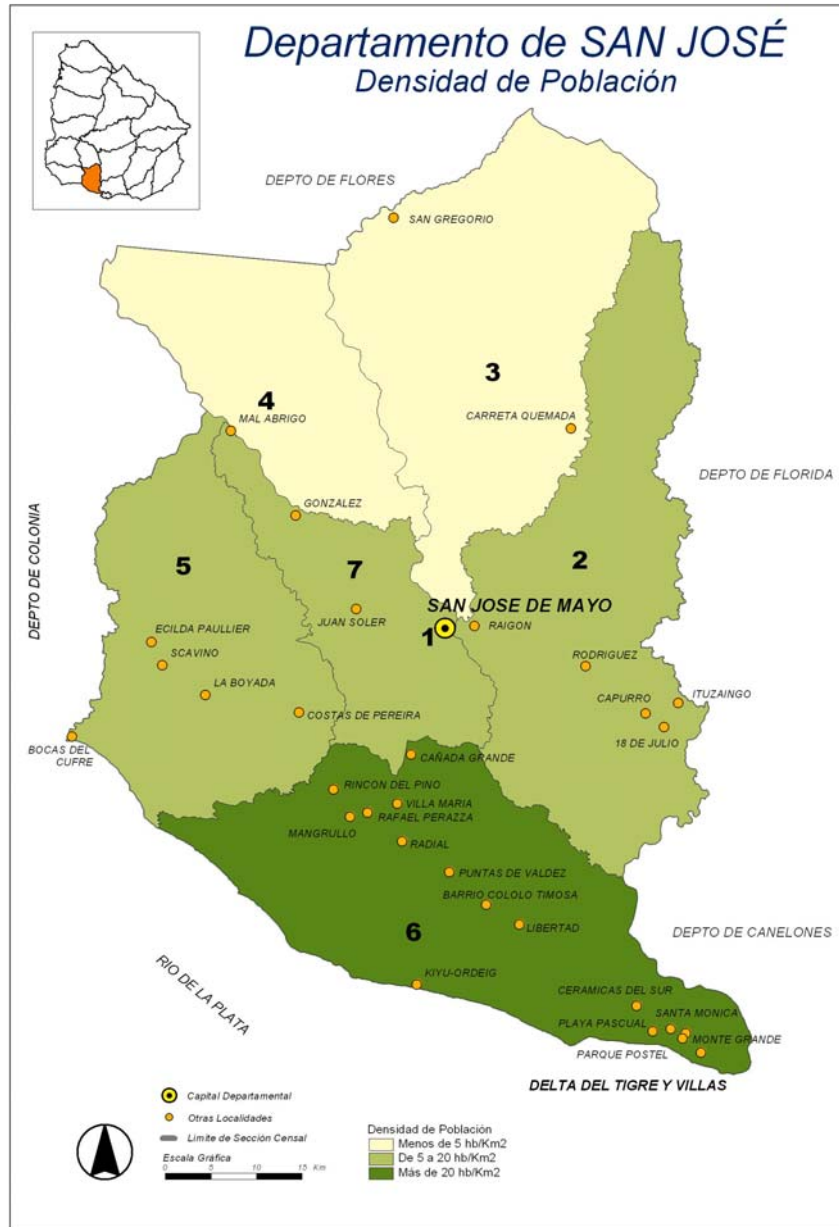 Departamento de SAN JOSÉ
Densidad de Población
DEPTO DE FLORES
SAN GREGORIO
3
4
CARRETA QUEMADA
MAL ABRIGO
DEPTO DE FLORIDA
GONZALEZ
DEPTO DE COLONIA
5
7
2
SAN JOSE DE MAYO
JUAN SOLER
1
RAIGON
ECILDA PAULLIER
SCAVINO
RODRIGUEZ
LA BOYADA
CAPURRO
ITUZAINGO
COSTAS DE PEREIRA
18 DE JULIO
BOCAS DEL
CUFRE
CAÑADA GRANDE
RINCON DEL PINO
VILLA MARIA
RAFAEL PERAZZA
MANGRULLO
RADIAL
PUNTAS DE VALDEZ
BARRIO COLOLO TIMOSA
LIBERTAD
6
DEPTO DE CANELONES
RIO DE LA PLATA
KIYU-ORDEIG
CERAMICAS DEL SUR
SANTA MONICA
PLAYA PASCUAL
MONTE GRANDE
PARQUE POSTEL
DELTA DEL TIGRE Y VILLAS
Capital Departamental
Otras Localidades
Limite de Sección Censal
Escala Gráfica
0 5 10 15 Km
Densidad de Población
Menos de 5 hb/Km2
De 5 a 20 hb/Km2
Más de 20 hb/Km2